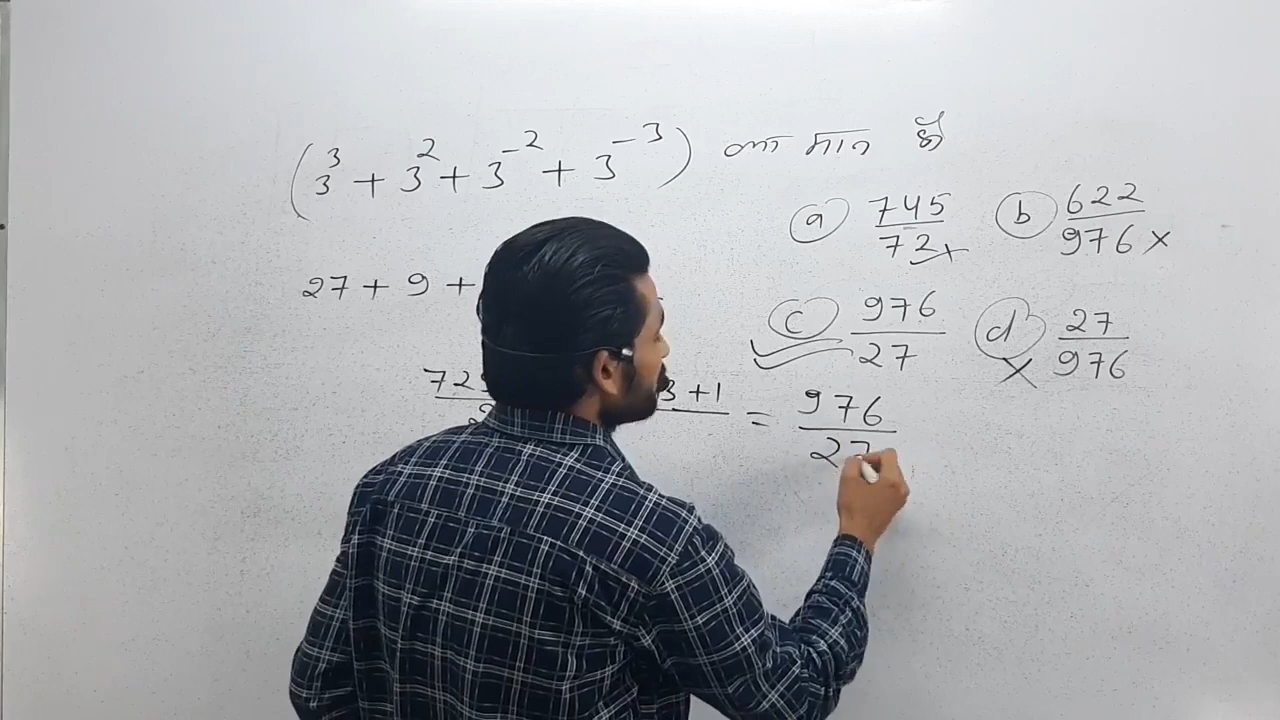 (3³ + 3² + 3⁻² + 3⁻³) का मान है
(a) 745/72 (b) 622/976 ×
27 + 9 +
(c) 976/27 (d) 27/976
72 3 + 1 = 976/27